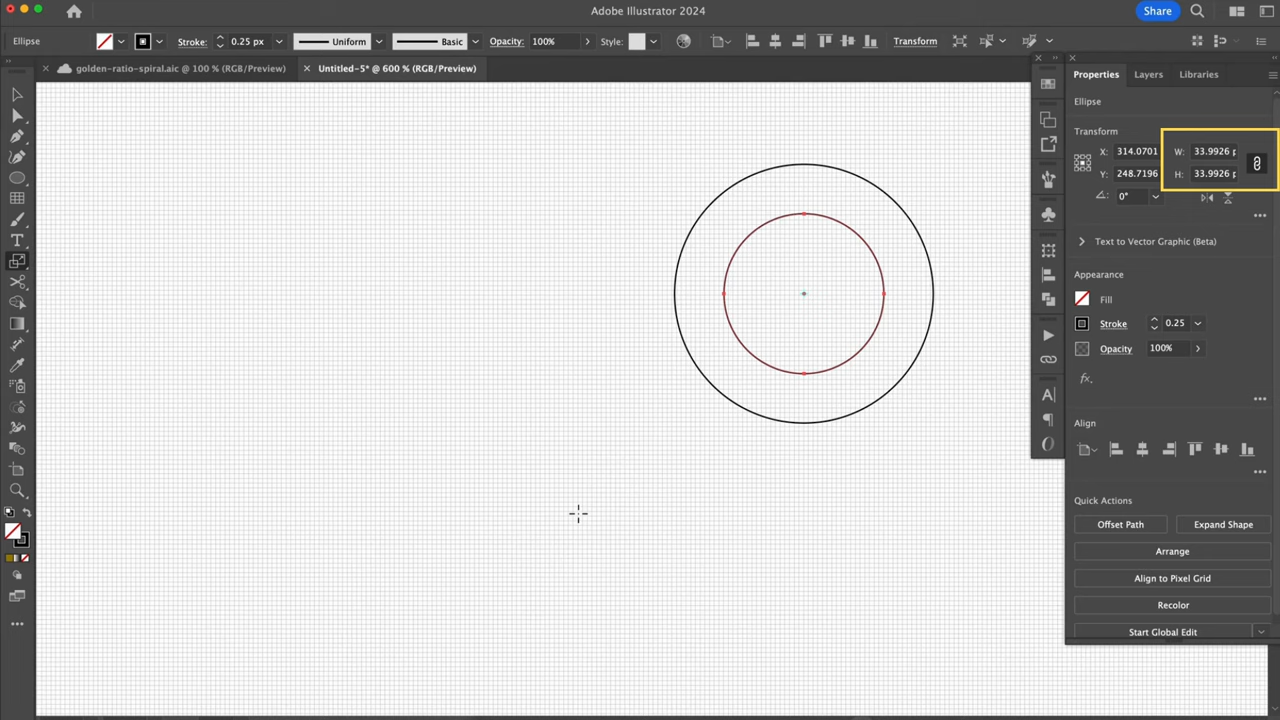 Adobe Illustrator 2024
Share
Ellipse
Stroke: 0.25 px Uniform Basic Opacity: 100% Style: Transform
golden-ratio-spiral.aic @ 100 % (RGB/Preview)
Untitled-5* @ 600 % (RGB/Preview)
Properties Layers Libraries
Ellipse
Transform
X: 314.0701 W: 33.9926 p
Y: 248.7196 H: 33.9926 p
0°
Text to Vector Graphic (Beta)
Appearance
Fill
Stroke 0.25
Opacity 100%
fx.
Align
Quick Actions
Offset Path Expand Shape
Arrange
Align to Pixel Grid
Recolor
Start Global Edit